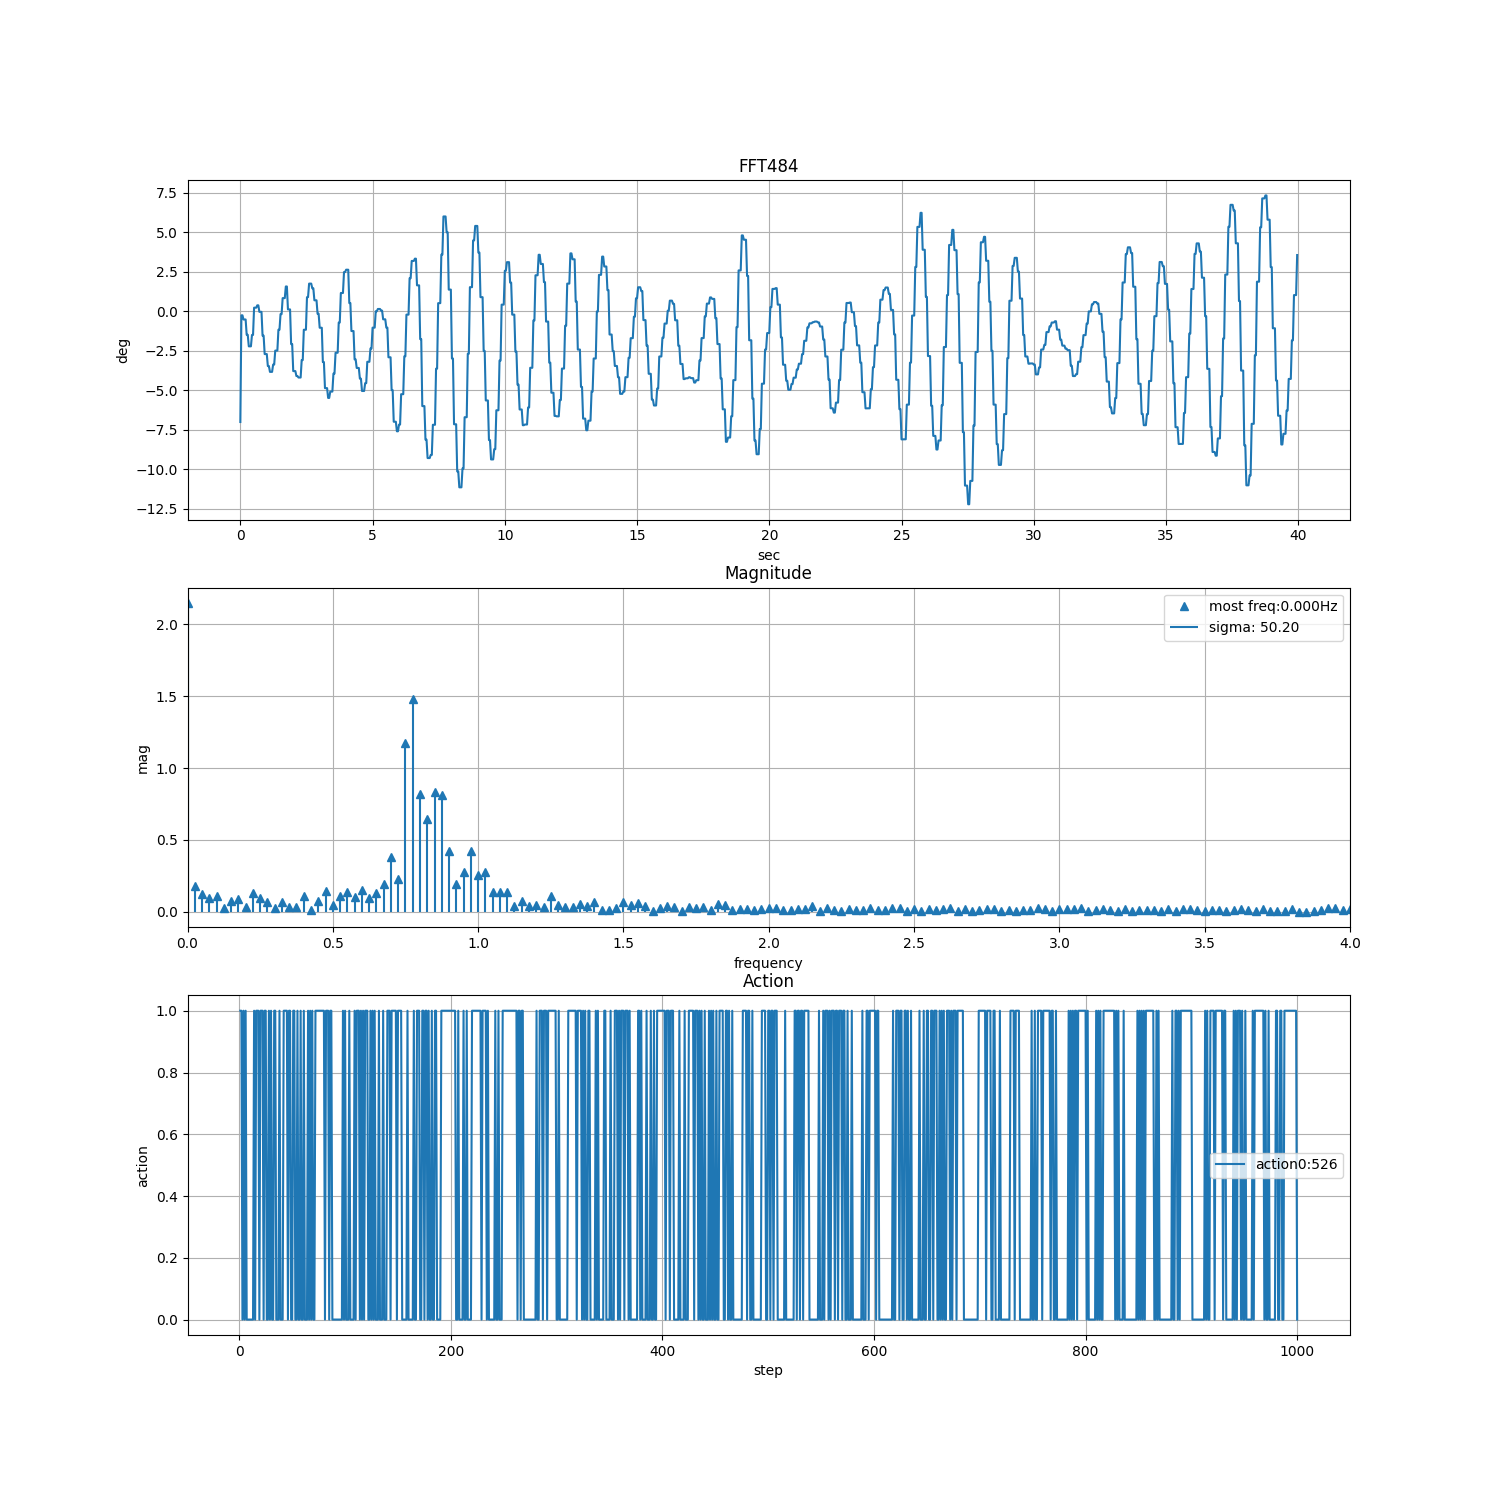 FFT484
7.5
5.0
2.5
0.0
−2.5
−5.0
−7.5
−10.0
−12.5
deg
0 5 10 15 20 25 30 35 40
sec
Magnitude
most freq:0.000Hz
sigma: 50.20
2.0
1.5
1.0
0.5
0.0
mag
0.0 0.5 1.0 1.5 2.0 2.5 3.0 3.5 4.0
frequency
Action
1.0
0.8
0.6
0.4
0.2
0.0
action
action0:526
0 200 400 600 800 1000
step